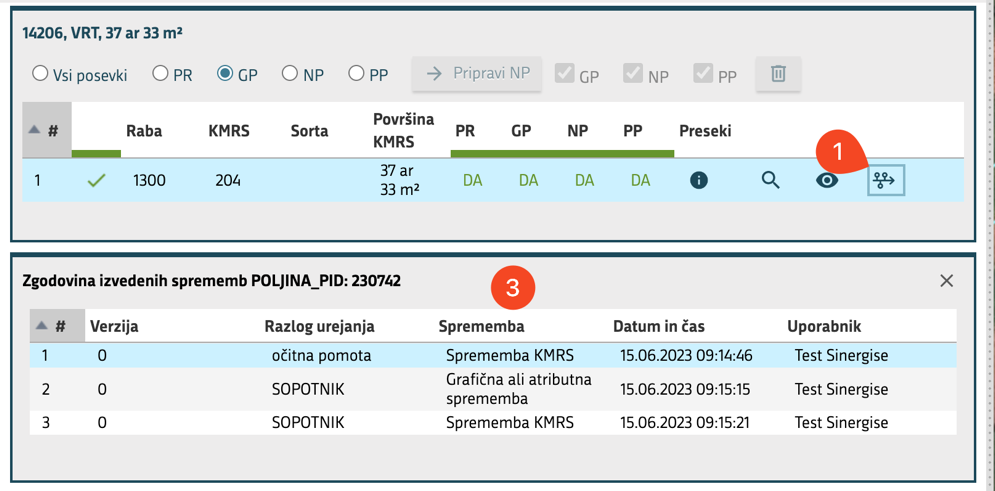 14206, VRT, 37 ar 33 m²
Vsi posevki PR GP NP PP Pripravi NP GP NP PP
# Raba KMRS Sorta Površina KMRS PR GP NP PP Preseki
1 1300 204 37 ar 33 m² DA DA DA DA
1
Zgodovina izvedenih sprememb POLJINA_PID: 230742
3
# Verzija Razlog urejanja Sprememba Datum in čas Uporabnik
1 0 očitna pomota Sprememba KMRS 15.06.2023 09:14:46 Test Sinergise
2 0 SOPOTNIK Grafična ali atributna sprememba 15.06.2023 09:15:15 Test Sinergise
3 0 SOPOTNIK Sprememba KMRS 15.06.2023 09:15:21 Test Sinergise